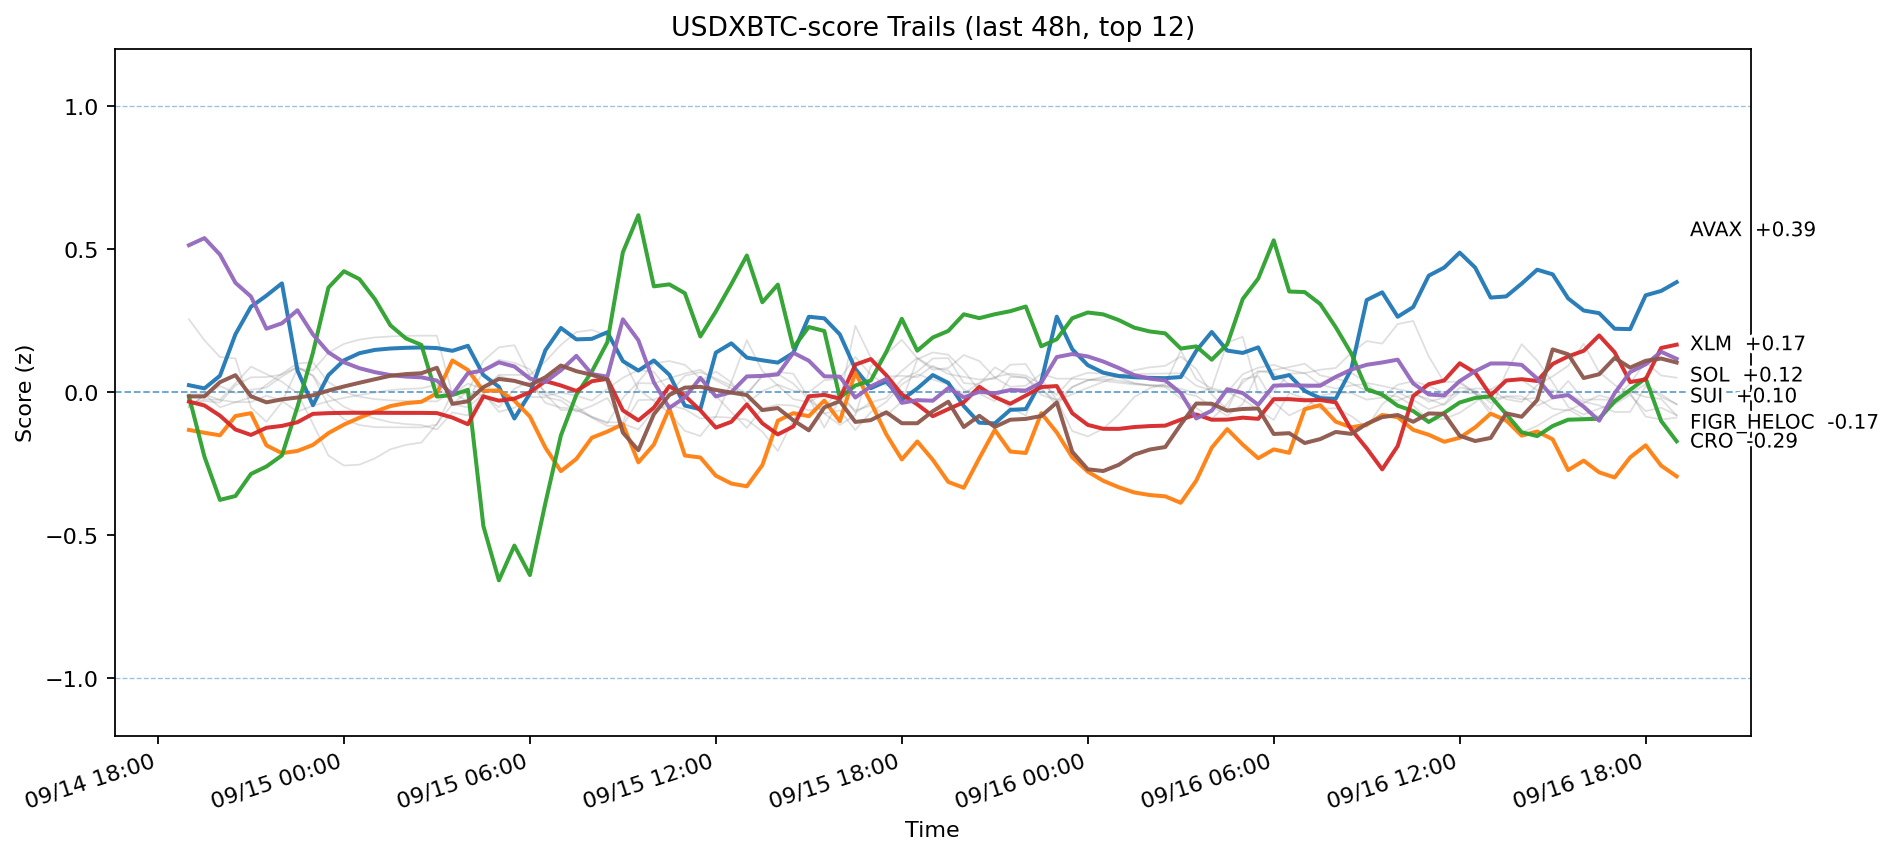 USDXBTC-score Trails (last 48h, top 12)
Score (z)
1.0
0.5
0.0
−0.5
−1.0
AVAX +0.39
XLM +0.17
SOL +0.12
SUI +0.10
FIGR_HELOC -0.17
CRO -0.29
09/14 18:00
09/15 00:00
09/15 06:00
09/15 12:00
09/15 18:00
09/16 00:00
09/16 06:00
09/16 12:00
09/16 18:00
Time